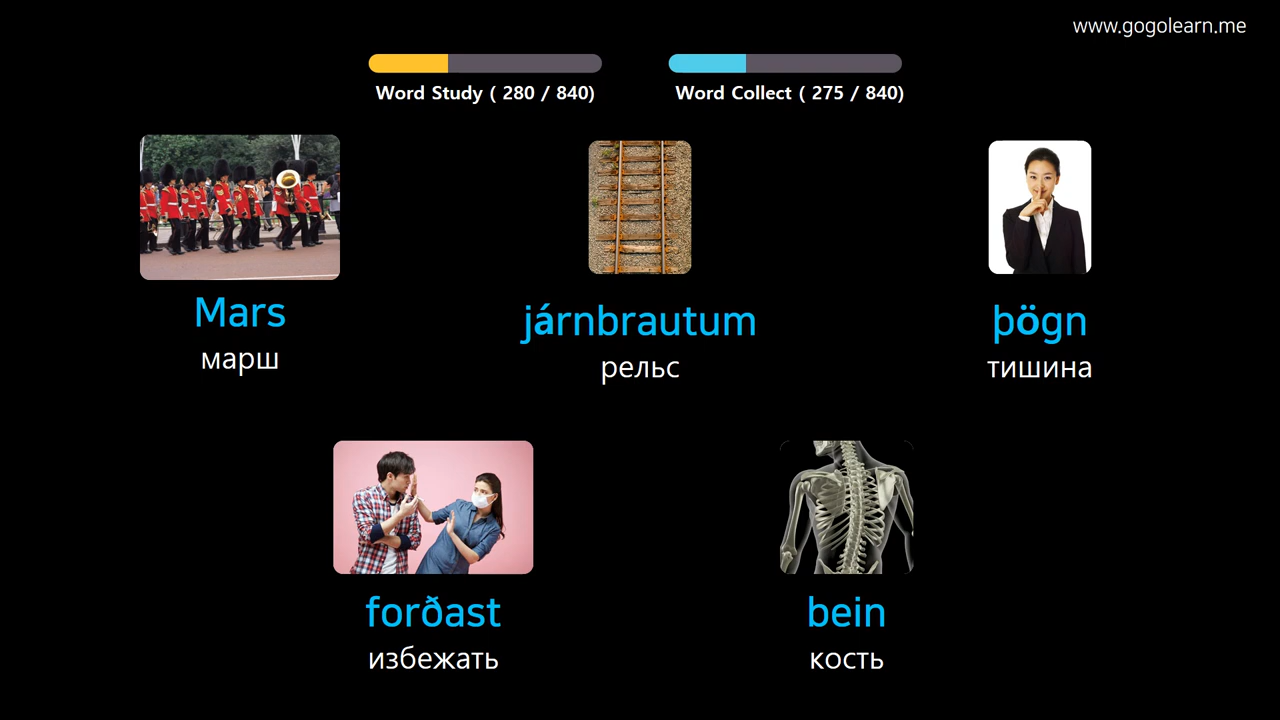 www.gogolearn.me
Word Study ( 280 / 840)
Word Collect ( 275 / 840)
Mars
марш
járnbrautum
рельс
þögn
тишина
forðast
избежать
bein
кость